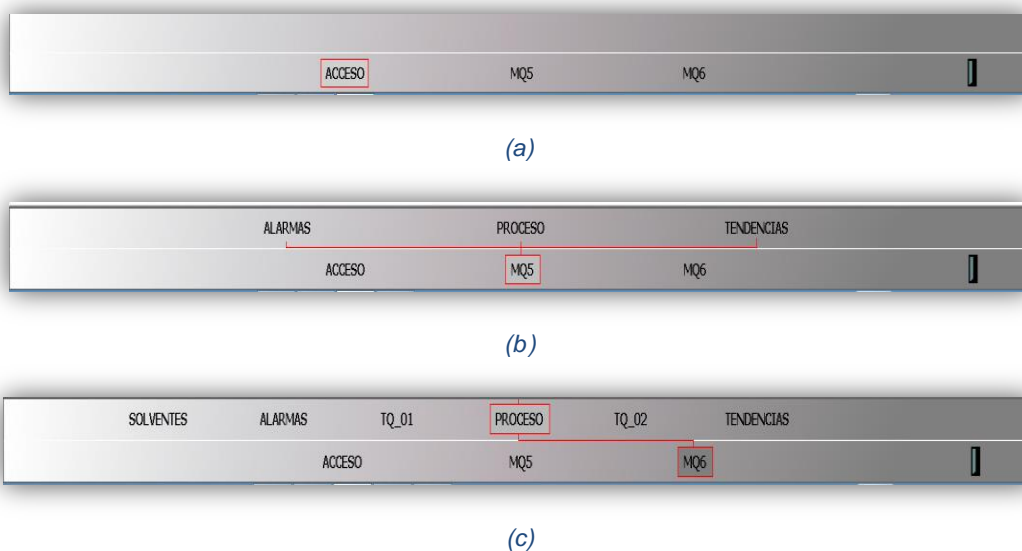 ACCESO MQ5 MQ6
(a)
ALARMAS PROCESO TENDENCIAS
ACCESO MQ5 MQ6
(b)
SOLVENTES ALARMAS TQ_01 PROCESO TQ_02 TENDENCIAS
ACCESO MQ5 MQ6
(c)